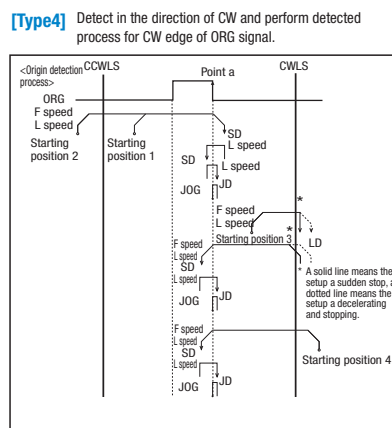 [Type4] Detect in the direction of CW and perform detected
process for CW edge of ORG signal.
<Origin detection
process>
CCWLS
Point a
CWLS
ORG
F speed
L speed
Starting
position 2
Starting
position 1
SD
L speed
SD
L speed
JOG
JD
F speed
L speed
*
*
Starting position 3
LD
F speed
L speed
SD
L speed
JOG
JD
* A solid line means the
setup a sudden stop, a
dotted line means the
setup a decelerating
and stopping.
F speed
L speed
SD
L speed
JOG
JD
Starting position 4